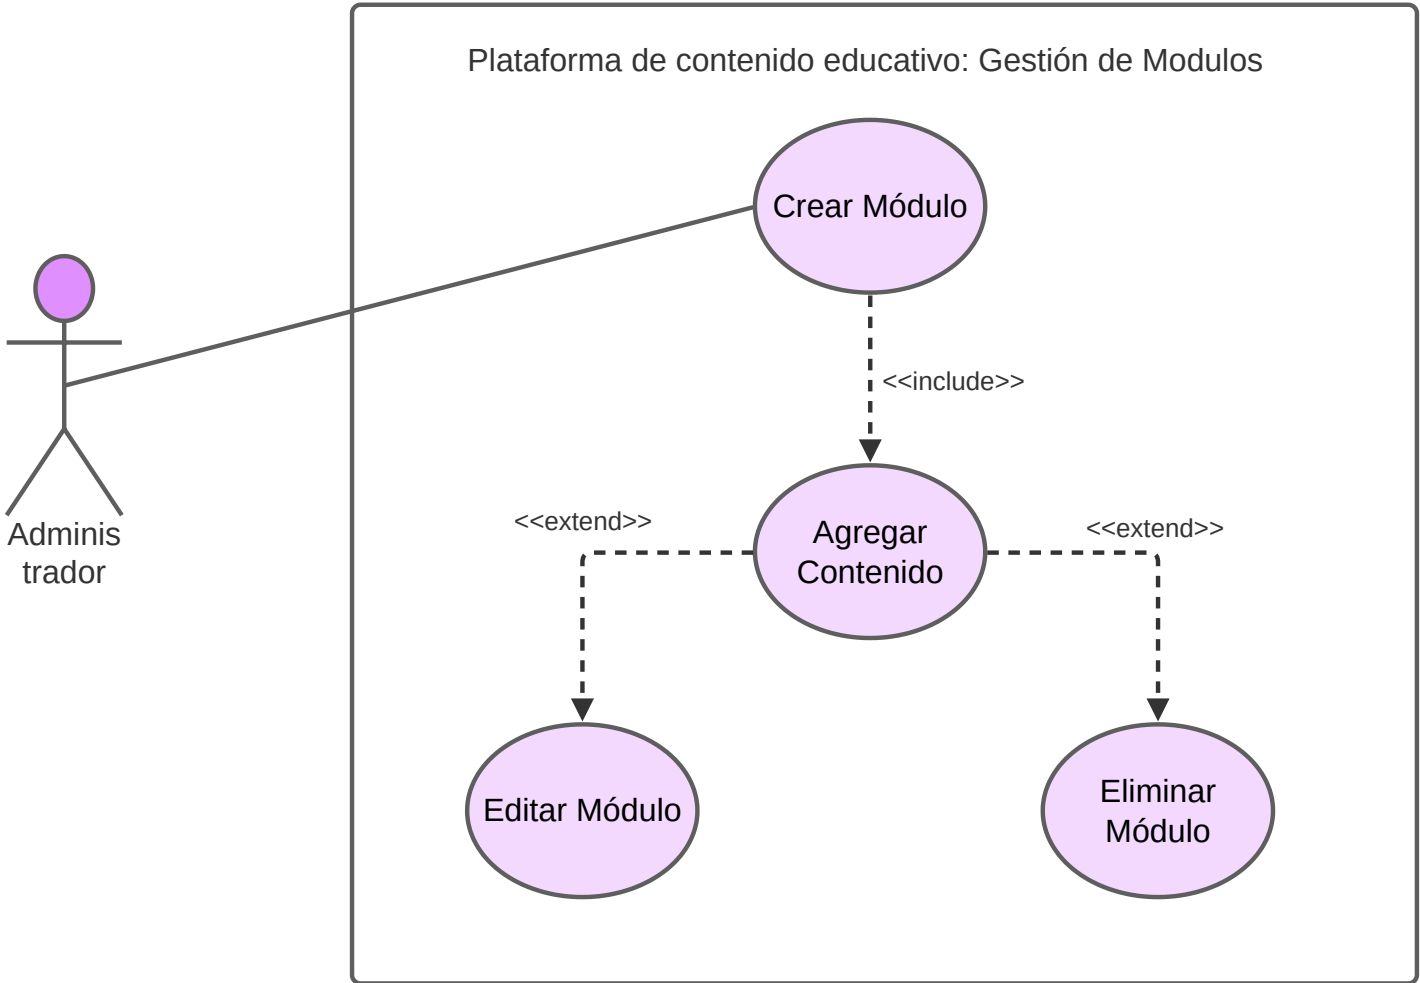 Plataforma de contenido educativo: Gestión de Modulos
Crear Módulo
<<include>>
Adminis
trador
<<extend>>
Agregar
Contenido
<<extend>>
Editar Módulo
Eliminar
Módulo